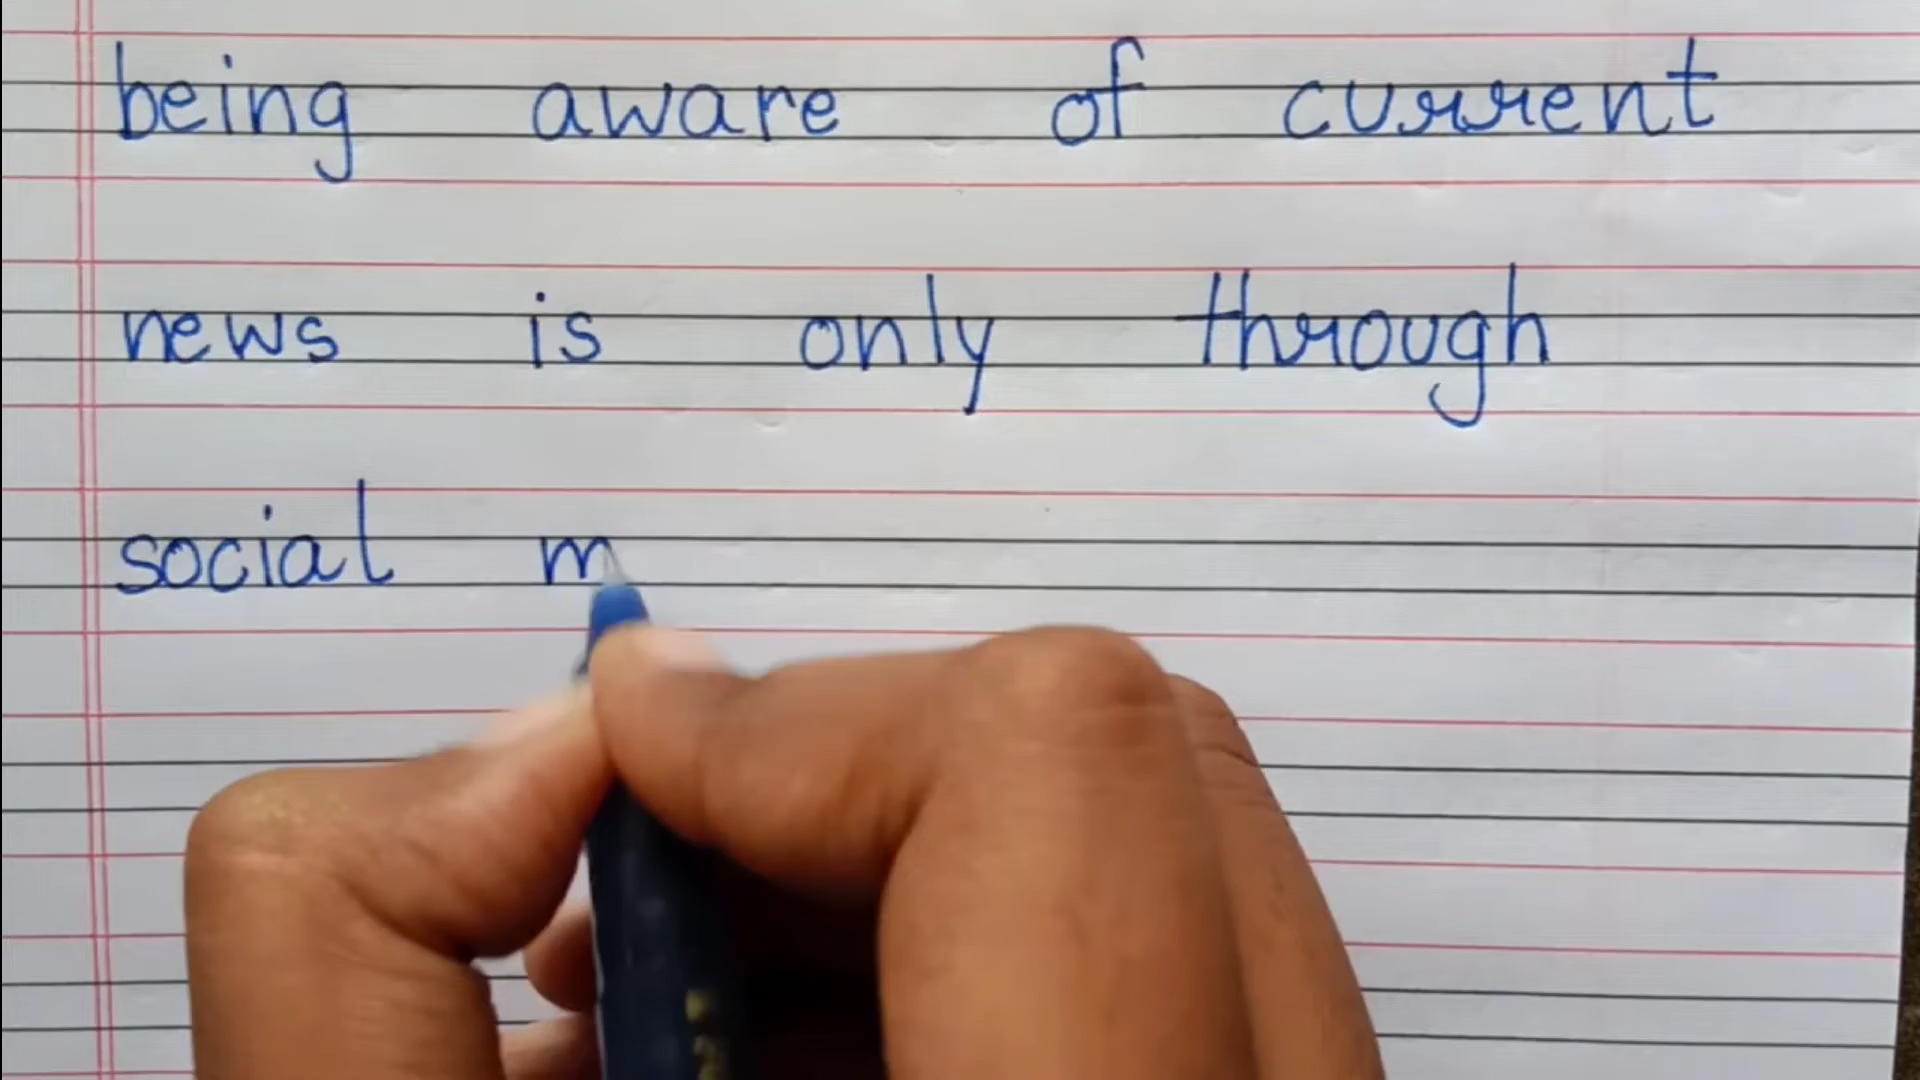 being aware of current
news is only through
social m